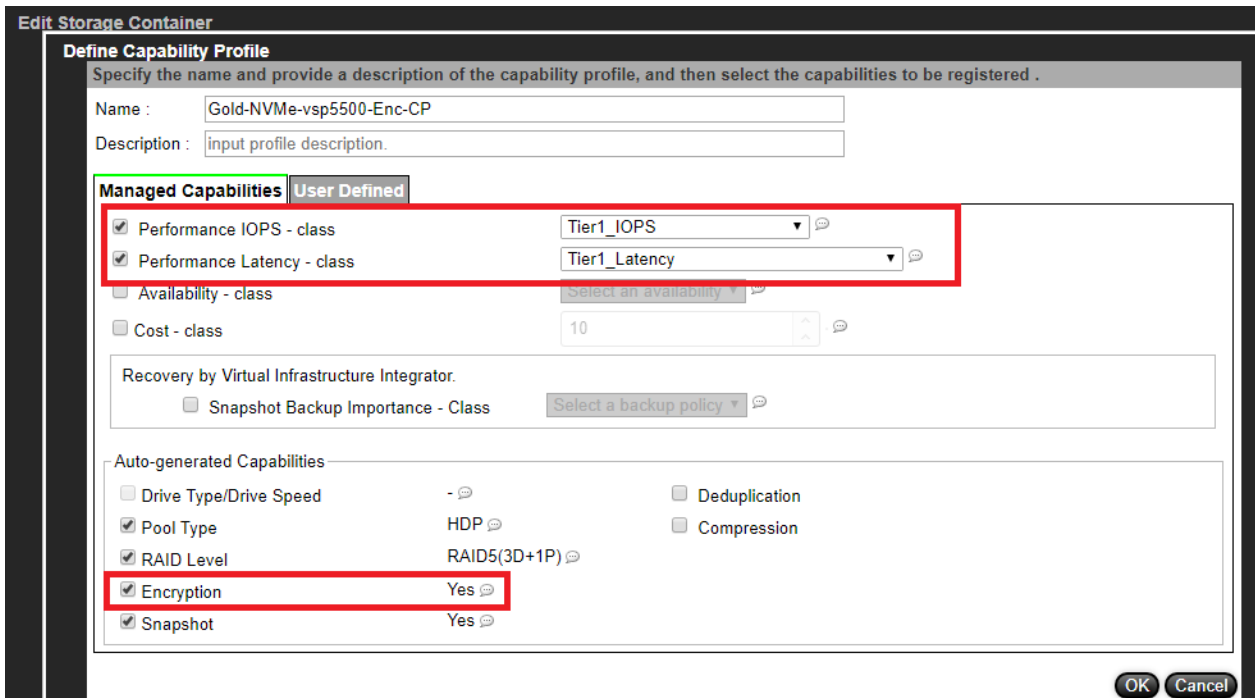 Edit Storage Container
Define Capability Profile
Specify the name and provide a description of the capability profile, and then select the capabilities to be registered .
Name : Gold-NVMe-vsp5500-Enc-CP
Description : input profile description.
Managed Capabilities User Defined
Performance IOPS - class Tier1_IOPS
Performance Latency - class Tier1_Latency
Availability - class Select an availability
Cost - class 10
Recovery by Virtual Infrastructure Integrator.
Snapshot Backup Importance - Class Select a backup policy
Auto-generated Capabilities
Drive Type/Drive Speed - Deduplication
Pool Type HDP Compression
RAID Level RAID5(3D+1P)
Encryption Yes
Snapshot Yes
OK Cancel